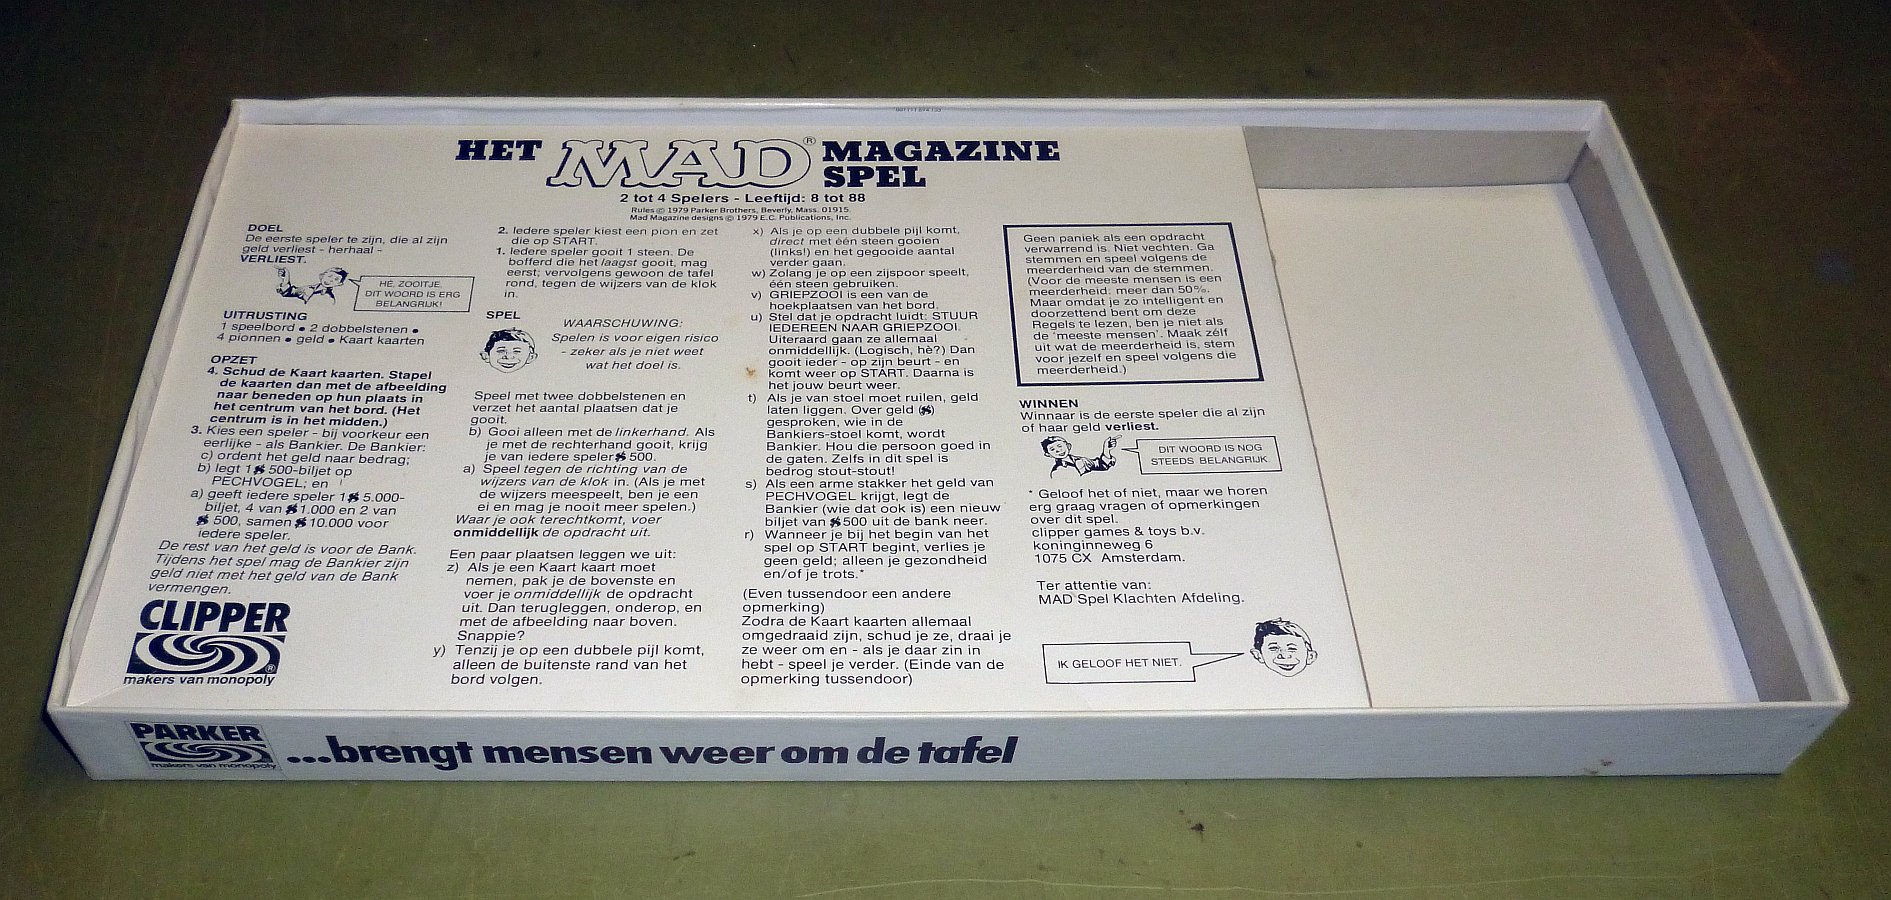 HET MAD® MAGAZINE SPEL
2 tot 4 Spelers - Leeftijd: 8 tot 88
Rules © 1979 Parker Brothers, Beverly, Mass. 01915.
Mad Magazine designs © 1979 E.C. Publications, Inc.
DOEL
De eerste speler te zijn, die al zijn
geld verliest - herhaal -
VERLIEST.
HÉ, ZOOITJE,
DIT WOORD IS ERG
BELANGRIJK!
UITRUSTING
1 speelbord • 2 dobbelstenen •
4 pionnen • geld • Kaart kaarten
OPZET
4. Schud de Kaart kaarten. Stapel
de kaarten dan met de afbeelding
naar beneden op hun plaats in
het centrum van het bord. (Het
centrum is in het midden.)
3. Kies een speler - bij voorkeur een
eerlijke - als Bankier. De Bankier:
c) ordent het geld naar bedrag;
b) legt 1 $ 500-biljet op
PECHVOGEL; en
a) geeft iedere speler 1 $ 5.000-
biljet, 4 van $ 1.000 en 2 van
$ 500, samen $ 10.000 voor
iedere speler.
De rest van het geld is voor de Bank.
Tijdens het spel mag de Bankier zijn
geld niet met het geld van de Bank
vermengen.
CLIPPER
®
makers van monopoly
2. Iedere speler kiest een pion en zet
die op START.
1. Iedere speler gooit 1 steen. De
bofferd die het laagst gooit, mag
eerst; vervolgens gewoon de tafel
rond, tegen de wijzers van de klok
in.
SPEL
WAARSCHUWING:
Spelen is voor eigen risico
- zeker als je niet weet
wat het doel is.
Speel met twee dobbelstenen en
verzet het aantal plaatsen dat je
gooit.
b) Gooi alleen met de linkerhand. Als
je met de rechterhand gooit, krijg
je van iedere speler $ 500.
a) Speel tegen de richting van de
wijzers van de klok in. (Als je met
de wijzers meespeelt, ben je een
ei en mag je nooit meer spelen.)
Waar je ook terechtkomt, voer
onmiddellijk de opdracht uit.
Een paar plaatsen leggen we uit:
z) Als je een Kaart kaart moet
nemen, pak je de bovenste en
voer je onmiddellijk de opdracht
uit. Dan terugleggen, onderop, en
met de afbeelding naar boven.
Snappie?
y) Tenzij je op een dubbele pijl komt,
alleen de buitenste rand van het
bord volgen.
x) Als je op een dubbele pijl komt,
direct met één steen gooien
(links!) en het gegooide aantal
verder gaan.
w) Zolang je op een zijspoor speelt,
één steen gebruiken.
v) GRIEPZOOI is een van de
hoekplaatsen van het bord.
u) Stel dat je opdracht luidt: STUUR
IEDEREEN NAAR GRIEPZOOI.
Uiteraard gaan ze allemaal
onmiddellijk. (Logisch, hè?) Dan
gooit ieder - op zijn beurt - en
komt weer op START. Daarna is
het jouw beurt weer.
t) Als je van stoel moet ruilen, geld
laten liggen. Over geld ($)
gesproken, wie in de
Bankiers-stoel komt, wordt
Bankier. Hou die persoon goed in
de gaten. Zelfs in dit spel is
bedrog stout-stout!
s) Als een arme stakker het geld van
PECHVOGEL krijgt, legt de
Bankier (wie dat ook is) een nieuw
biljet van $ 500 uit de bank neer.
r) Wanneer je bij het begin van het
spel op START begint, verlies je
geen geld; alleen je gezondheid
en/of je trots.*
(Even tussendoor een andere
opmerking)
Zodra de Kaart kaarten allemaal
omgedraaid zijn, schud je ze, draai je
ze weer om en - als je daar zin in
hebt - speel je verder. (Einde van de
opmerking tussendoor)
Geen paniek als een opdracht
verwarrend is. Niet vechten. Ga
stemmen en speel volgens de
meerderheid van de stemmen.
(Voor de meeste mensen is een
meerderheid: meer dan 50%.
Maar omdat je zo intelligent en
doorzettend bent om deze
Regels te lezen, ben je niet als
de 'meeste mensen'. Maak zélf
uit wat de meerderheid is, stem
voor jezelf en speel volgens die
meerderheid.)
WINNEN
Winnaar is de eerste speler die al zijn
of haar geld verliest.
DIT WOORD IS NOG
STEEDS BELANGRIJK.
* Geloof het of niet, maar we horen
erg graag vragen of opmerkingen
over dit spel.
clipper games & toys b.v.
koninginneweg 6
1075 CX Amsterdam.
Ter attentie van:
MAD Spel Klachten Afdeling.
IK GELOOF HET NIET.
PARKER
makers van monopoly
...brengt mensen weer om de tafel